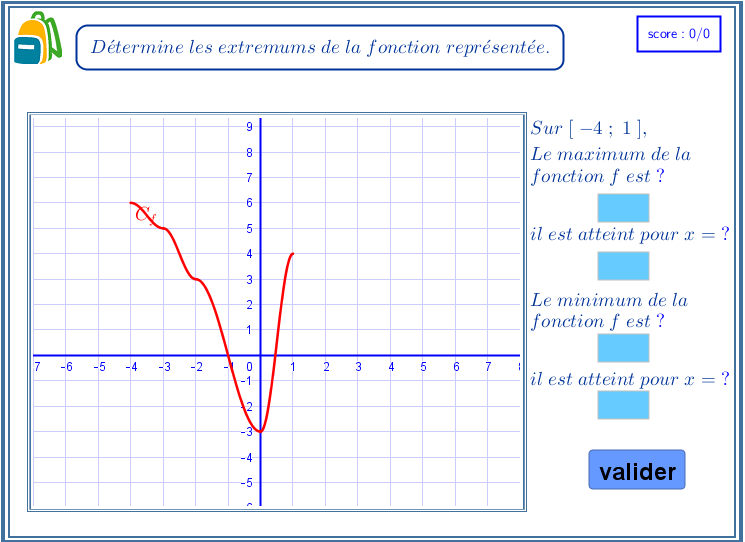 Détermine les extremums de la fonction représentée.
score : 0/0
Sur [ −4 ; 1 ],
Le maximum de la
fonction f est ?
il est atteint pour x = ?
Le minimum de la
fonction f est ?
il est atteint pour x = ?
valider
C_f
9
8
7
6
5
4
3
2
1
-7 -6 -5 -4 -3 -2 -1 0 1 2 3 4 5 6 7
-1
-2
-3
-4
-5